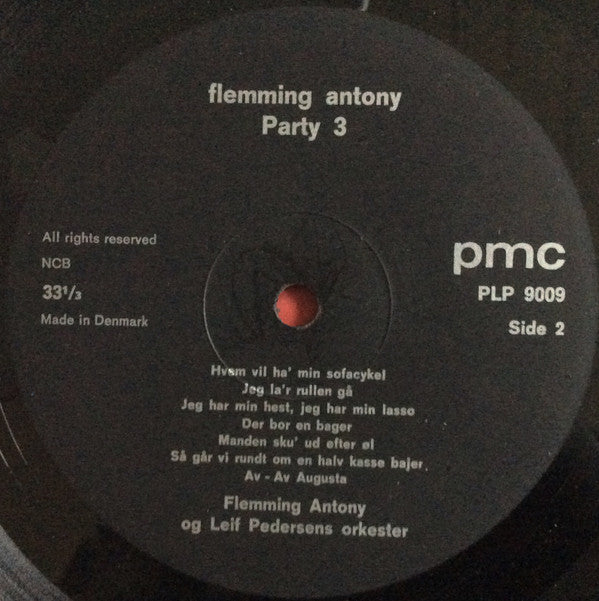 flemming antony
Party 3
All rights reserved
NCB
33¹/₃
Made in Denmark
pmc
PLP 9009
Side 2
Hvem vil ha' min sofacykel
Jeg la'r rullen gå
Jeg har min hest, jeg har min lasso
Der bor en bager
Manden sku' ud efter øl
Så går vi rundt om en halv kasse bajer
Av - Av Augusta
Flemming Antony
og Leif Pedersens orkester